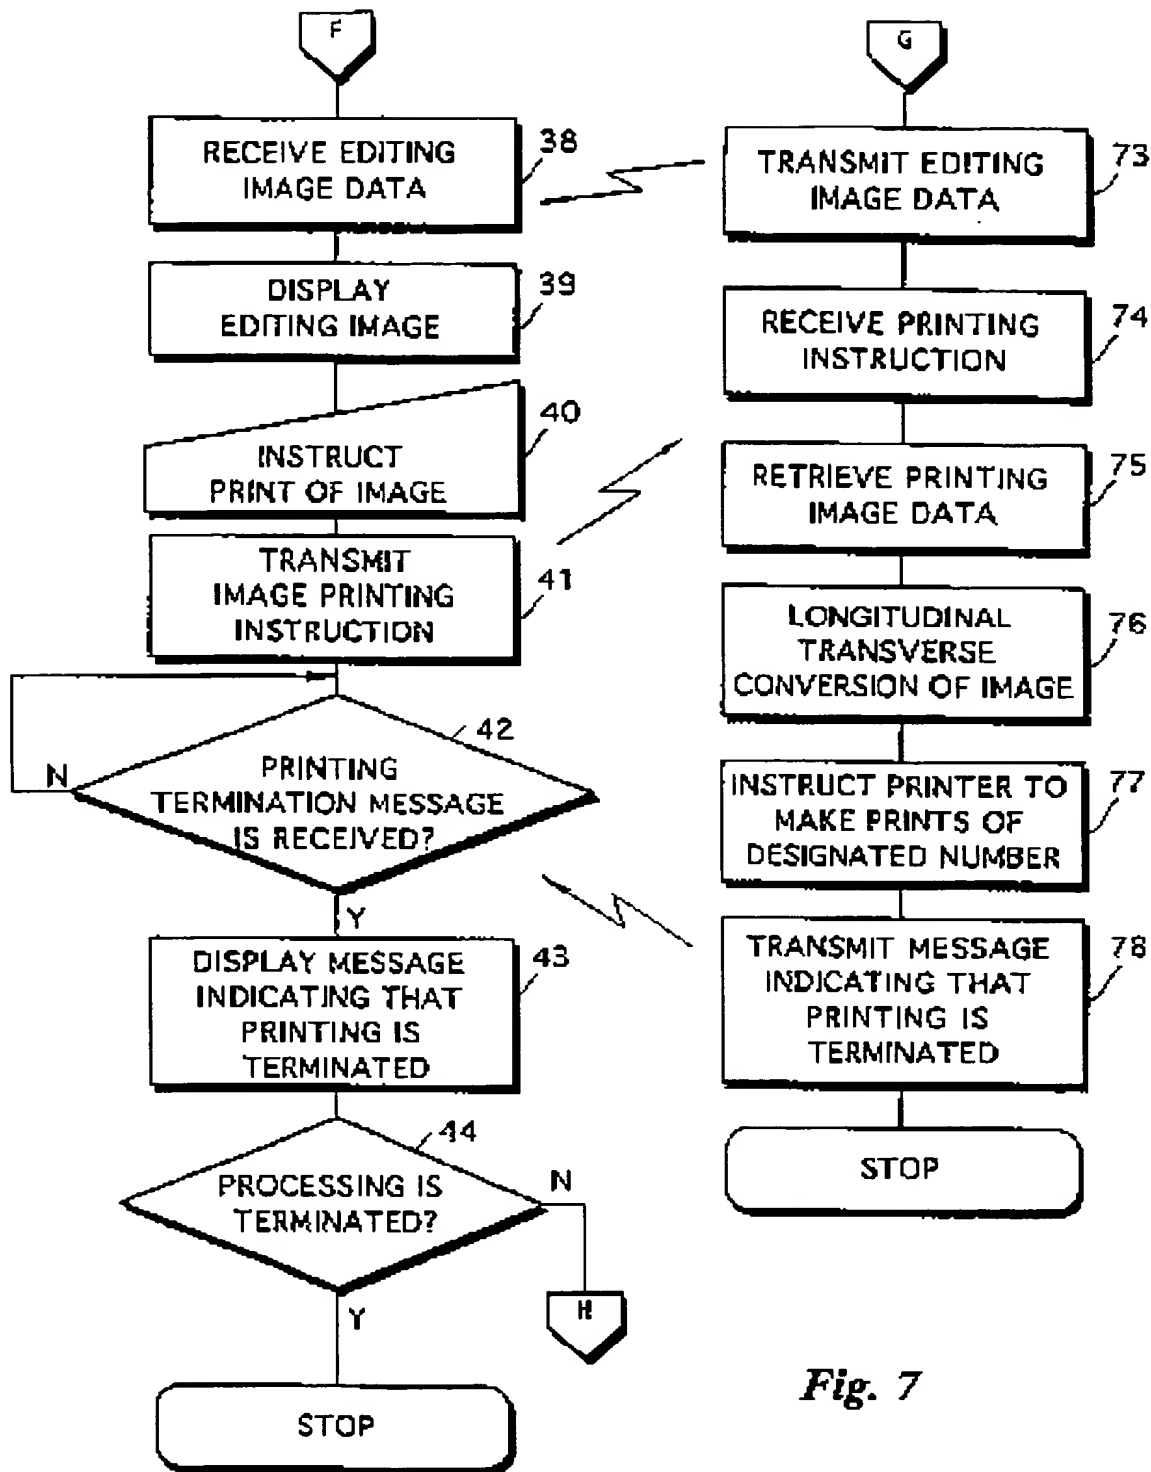 F
RECEIVE EDITING
IMAGE DATA
38
DISPLAY
EDITING IMAGE
39
INSTRUCT
PRINT OF IMAGE
40
TRANSMIT
IMAGE PRINTING
INSTRUCTION
41
PRINTING
TERMINATION MESSAGE
IS RECEIVED?
42
N
Y
DISPLAY MESSAGE
INDICATING THAT
PRINTING IS
TERMINATED
43
PROCESSING IS
TERMINATED?
44
N
H
Y
STOP
G
TRANSMIT EDITING
IMAGE DATA
73
RECEIVE PRINTING
INSTRUCTION
74
RETRIEVE PRINTING
IMAGE DATA
75
LONGITUDINAL
TRANSVERSE
CONVERSION OF IMAGE
76
INSTRUCT PRINTER TO
MAKE PRINTS OF
DESIGNATED NUMBER
77
TRANSMIT MESSAGE
INDICATING THAT
PRINTING IS
TERMINATED
78
STOP
Fig. 7